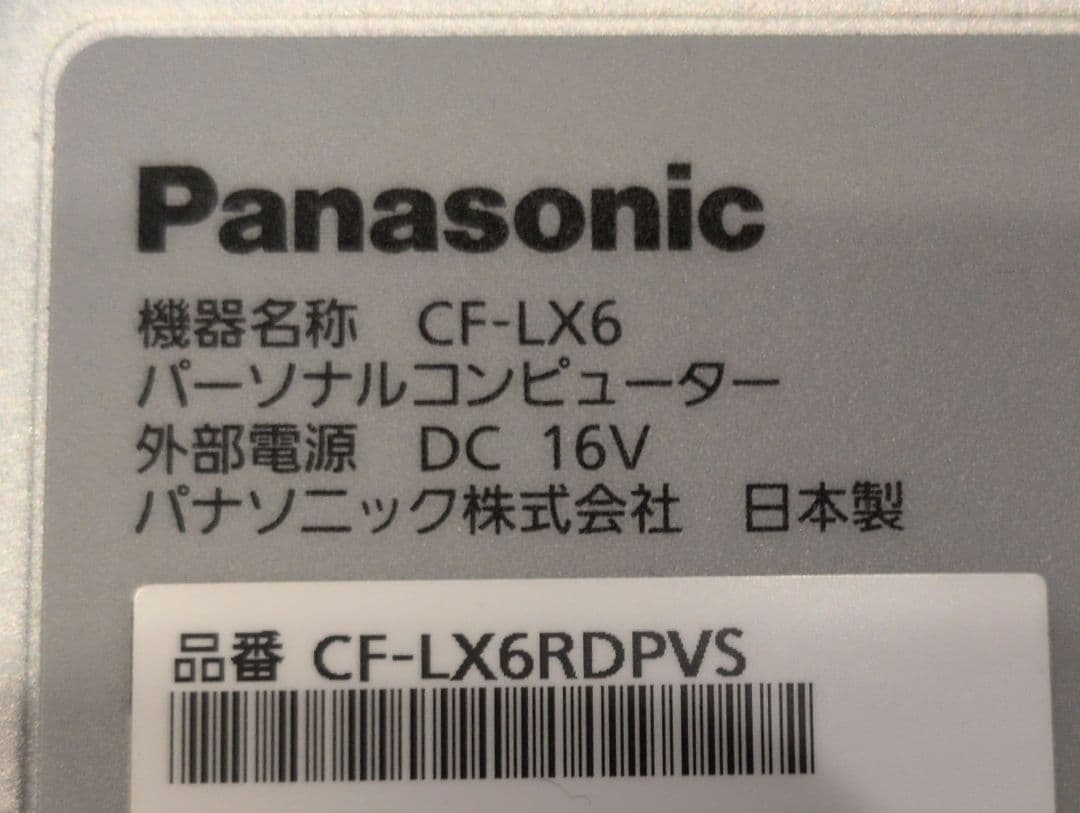 Panasonic
機器名称 CF-LX6
パーソナルコンピューター
外部電源 DC 16V
パナソニック株式会社 日本製
品番 CF-LX6RDPVS